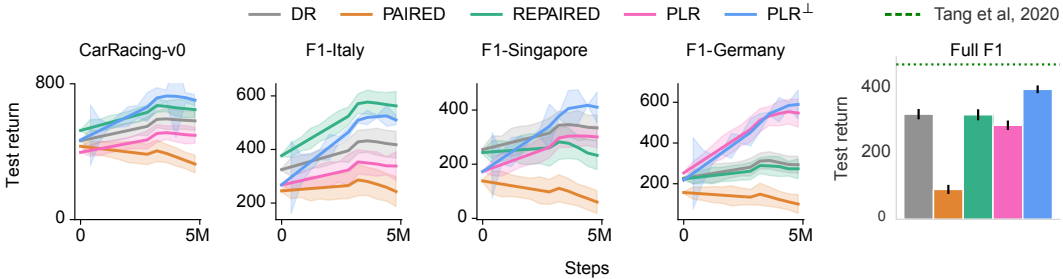 DR PAIRED REPAIRED PLR PLR⊥ Tang et al, 2020
CarRacing-v0 F1-Italy F1-Singapore F1-Germany Full F1
Test return
800
0
0 5M
600
400
200
0 5M
400
200
0
0 5M
600
400
200
0 5M
Test return
400
200
0
Steps